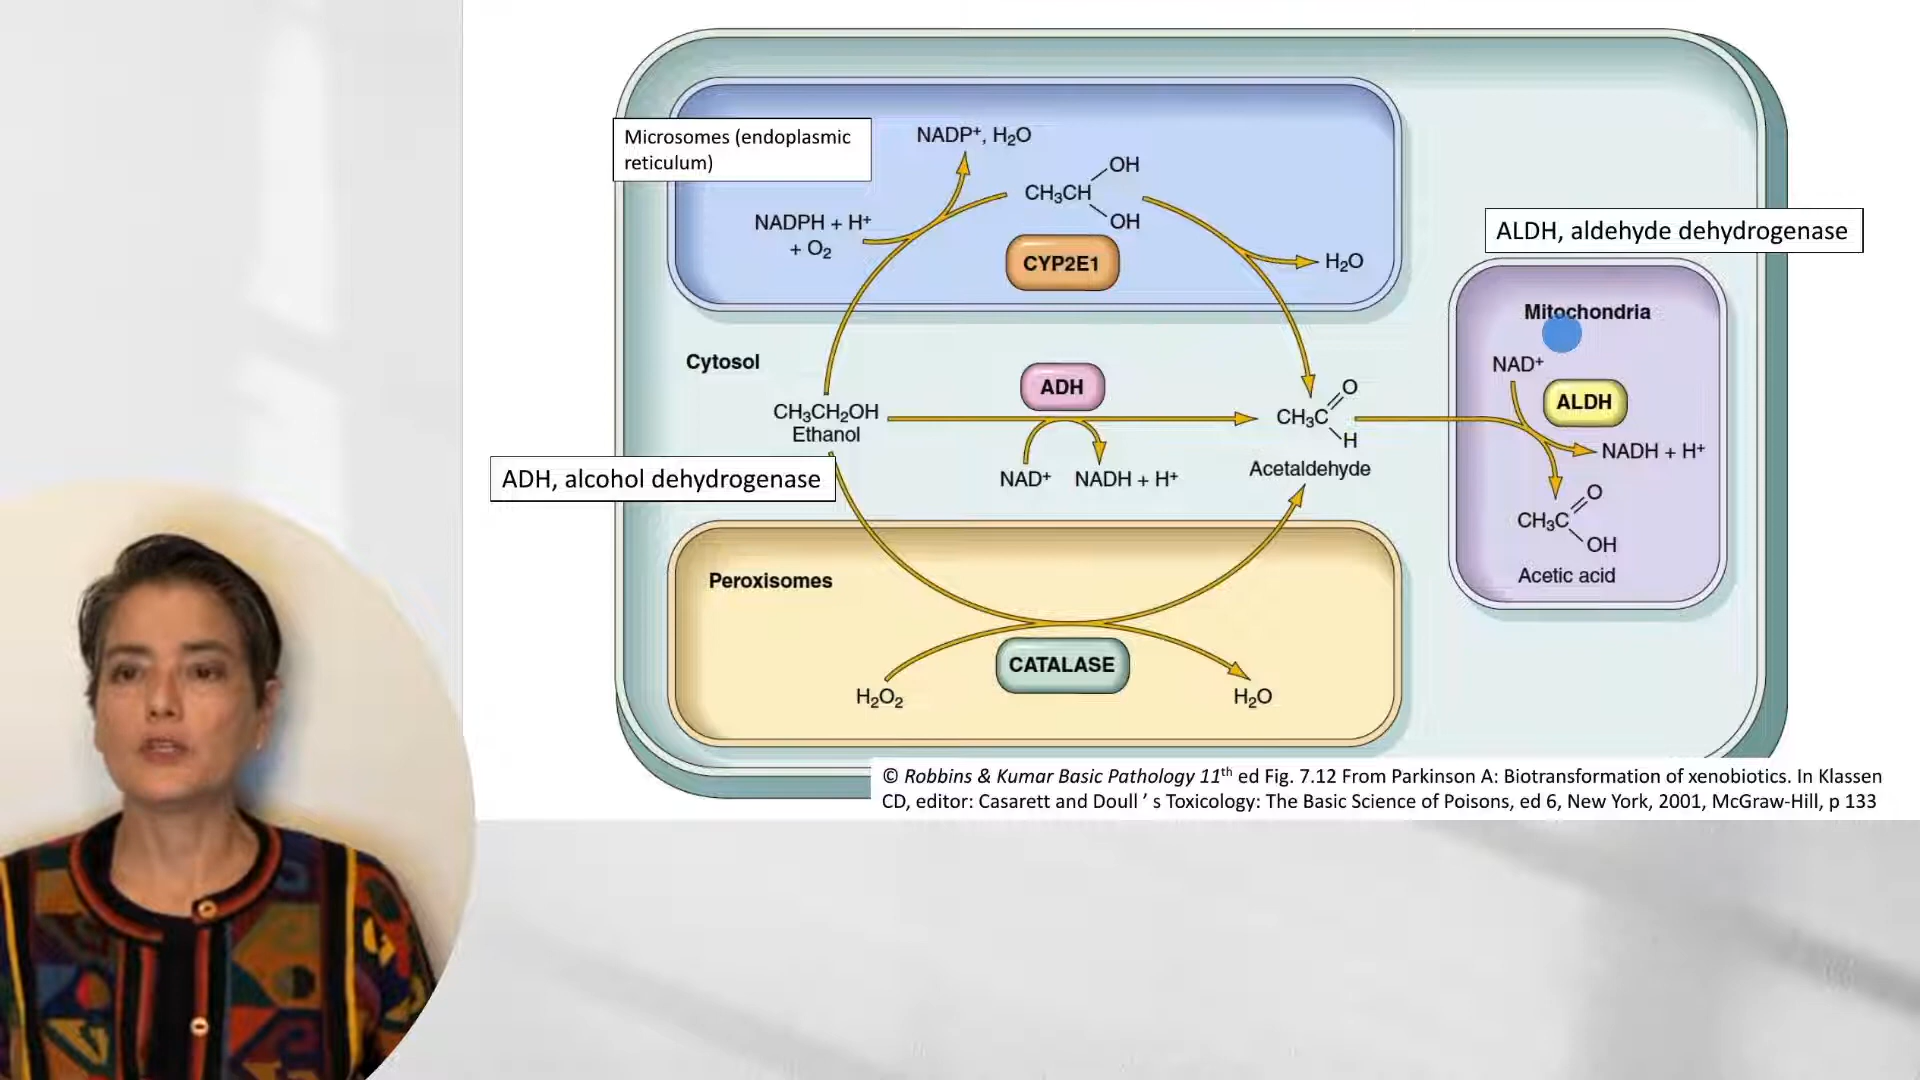 Microsomes (endoplasmic
reticulum)
NADP⁺, H₂O
OH
CH₃CH
OH
NADPH + H⁺
+ O₂
CYP2E1
H₂O
ALDH, aldehyde dehydrogenase
Mitochondria
NAD⁺
ALDH
NADH + H⁺
O
CH₃C
OH
Acetic acid
Cytosol
ADH
CH₃CH₂OH
Ethanol
O
CH₃C
H
Acetaldehyde
NAD⁺ NADH + H⁺
ADH, alcohol dehydrogenase
Peroxisomes
CATALASE
H₂O₂
H₂O
© Robbins & Kumar Basic Pathology 11ᵗʰ ed Fig. 7.12 From Parkinson A: Biotransformation of xenobiotics. In Klassen
CD, editor: Casarett and Doull ’ s Toxicology: The Basic Science of Poisons, ed 6, New York, 2001, McGraw-Hill, p 133